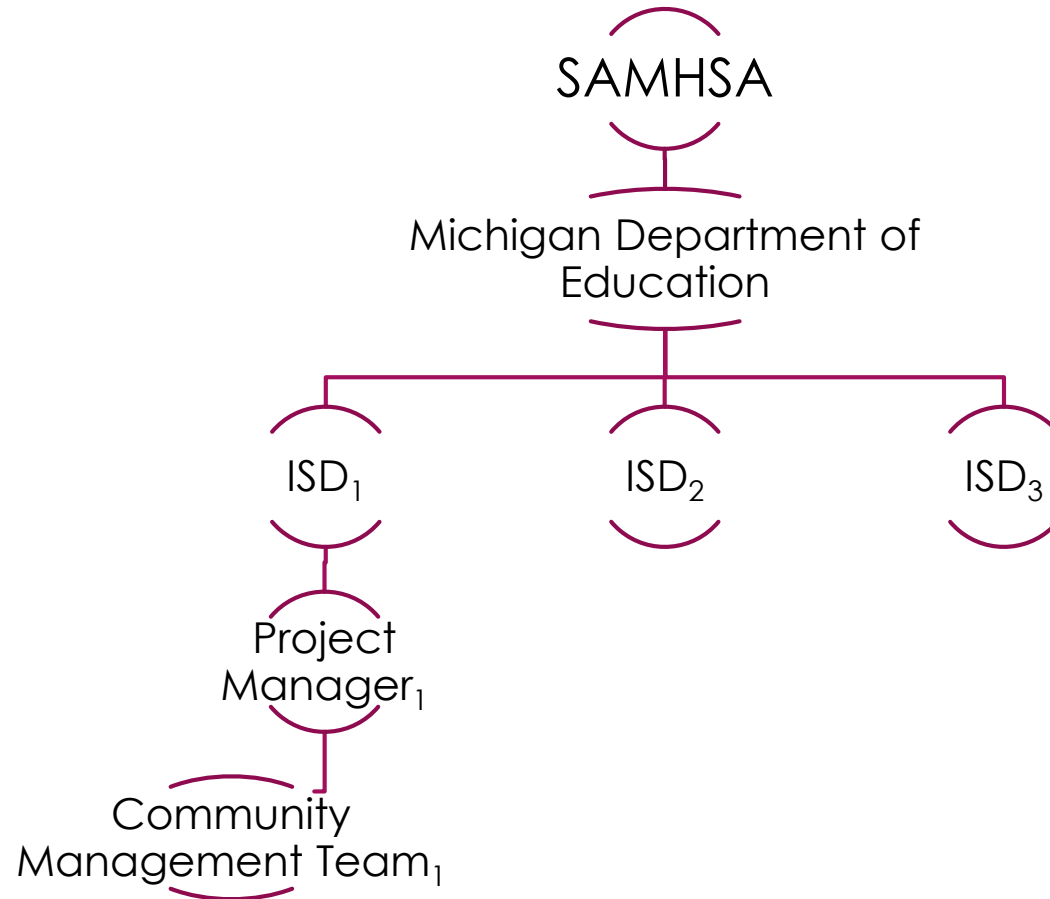 SAMHSA
Michigan Department of
Education
ISD₁
ISD₂
ISD₃
Project
Manager₁
Community
Management Team₁